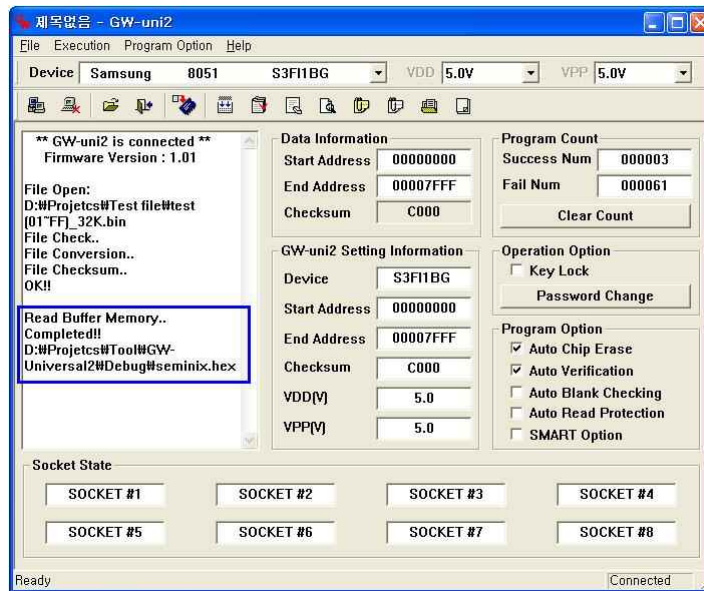 제목없음 - GW-uni2
File Execution Program Option Help
Device Samsung 8051 S3FI1BG VDD 5.0V VPP 5.0V
** GW-uni2 is connected **
Firmware Version : 1.01
File Open:
D:₩Projetcs₩Test file₩test
(01~FF)_32K.bin
File Check..
File Conversion..
File Checksum..
OK!!
Read Buffer Memory..
Completed!!
D:₩Projetcs₩Tool₩GW-
Universal2₩Debug₩seminix.hex
Data Information
Start Address 00000000
End Address 00007FFF
Checksum C000
GW-uni2 Setting Information
Device S3FI1BG
Start Address 00000000
End Address 00007FFF
Checksum C000
VDD(V) 5.0
VPP(V) 5.0
Program Count
Success Num 000003
Fail Num 000061
Clear Count
Operation Option
Key Lock
Password Change
Program Option
Auto Chip Erase
Auto Verification
Auto Blank Checking
Auto Read Protection
SMART Option
Socket State
SOCKET #1 SOCKET #2 SOCKET #3 SOCKET #4
SOCKET #5 SOCKET #6 SOCKET #7 SOCKET #8
Ready Connected